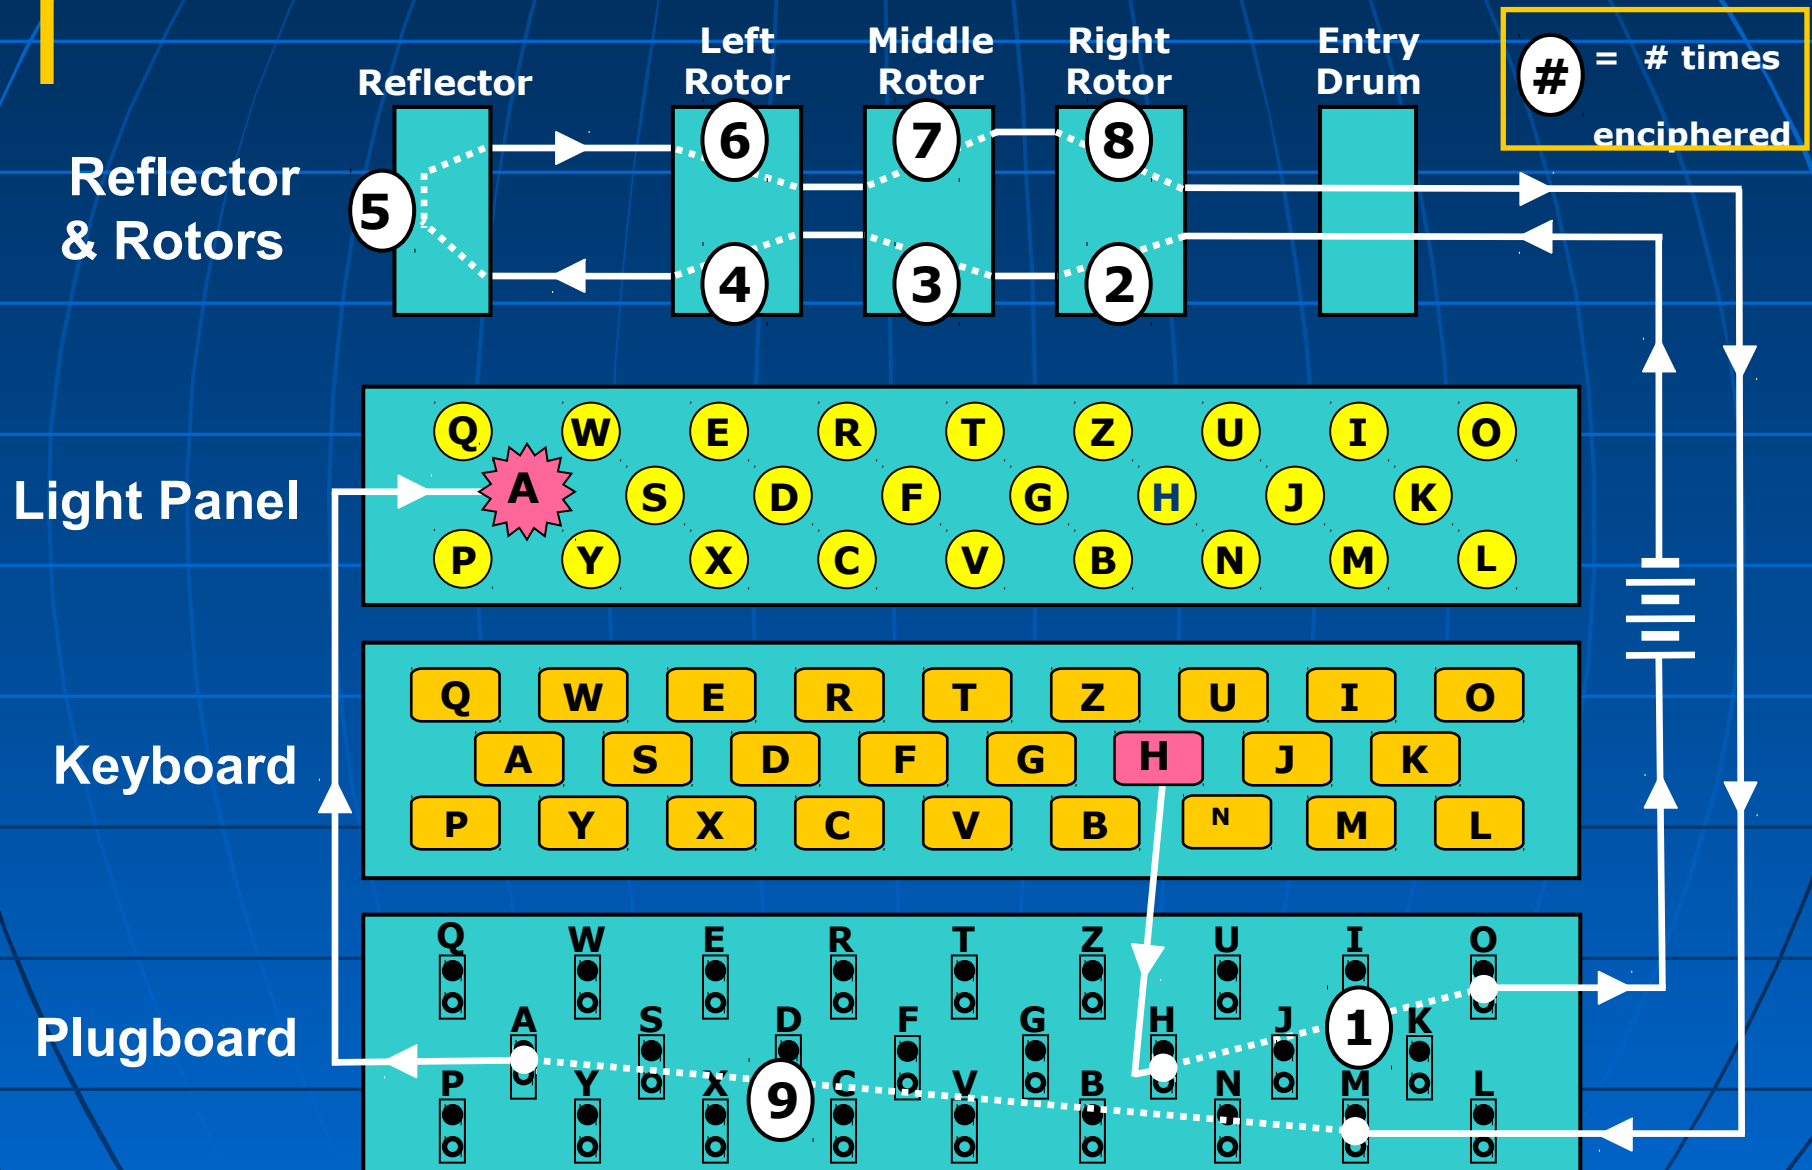 Left Middle Right Entry
Reflector Rotor Rotor Rotor Drum
# = # times
enciphered
6 7 8
Reflector
& Rotors
5
4 3 2
Q W E R T Z U I O
Light Panel
A S D F G H J K
P Y X C V B N M L
Q W E R T Z U I O
Keyboard
A S D F G H J K
P Y X C V B N M L
Q W E R T Z U I O
Plugboard
A S D F G H J 1 K
P Y X 9 C V B N M L